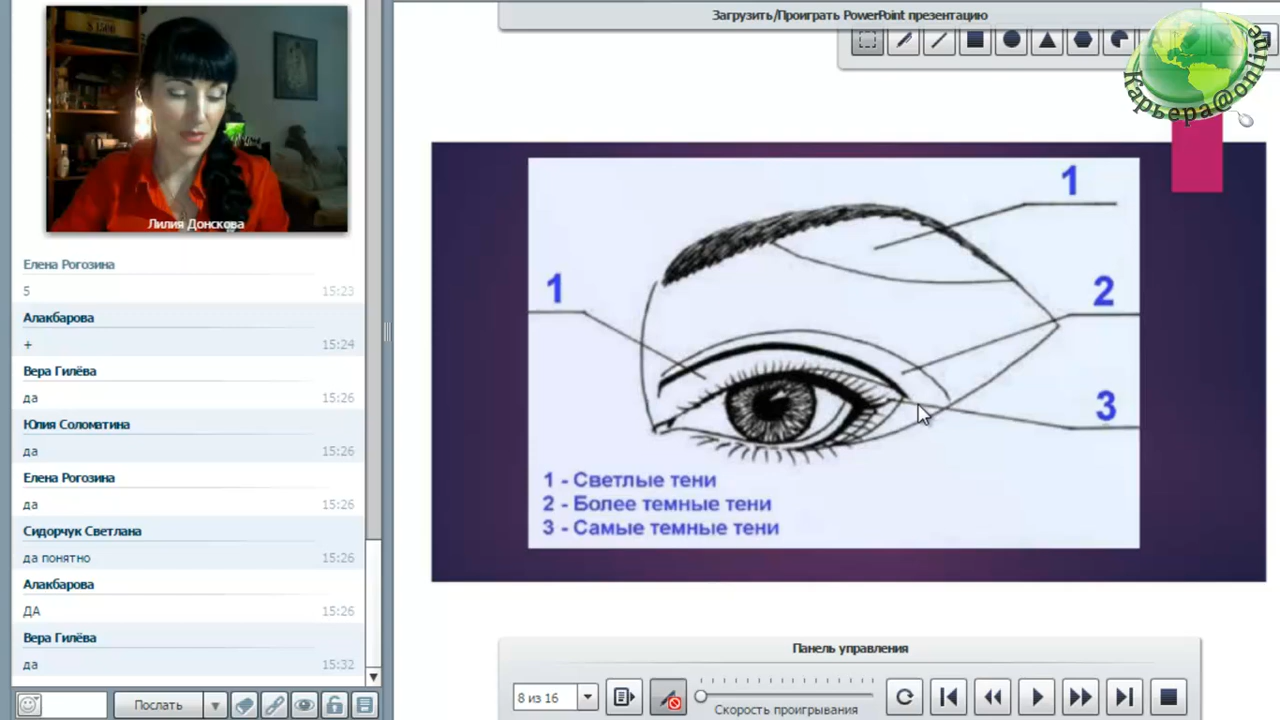 $ 1500
Лилия Донскова
Елена Рогозина
5 15:23
Алакбарова
+ 15:24
Вера Гилёва
да 15:26
Юлия Соломатина
да 15:26
Елена Рогозина
да 15:26
Сидорчук Светлана
да понятно 15:26
Алакбарова
ДА 15:26
Вера Гилёва
да 15:32
Послать
Загрузить/Проиграть PowerPoint презентацию
Карьера@online
1
1
2
3
1 - Светлые тени
2 - Более темные тени
3 - Самые темные тени
Панель управления
8 из 16
Скорость проигрывания